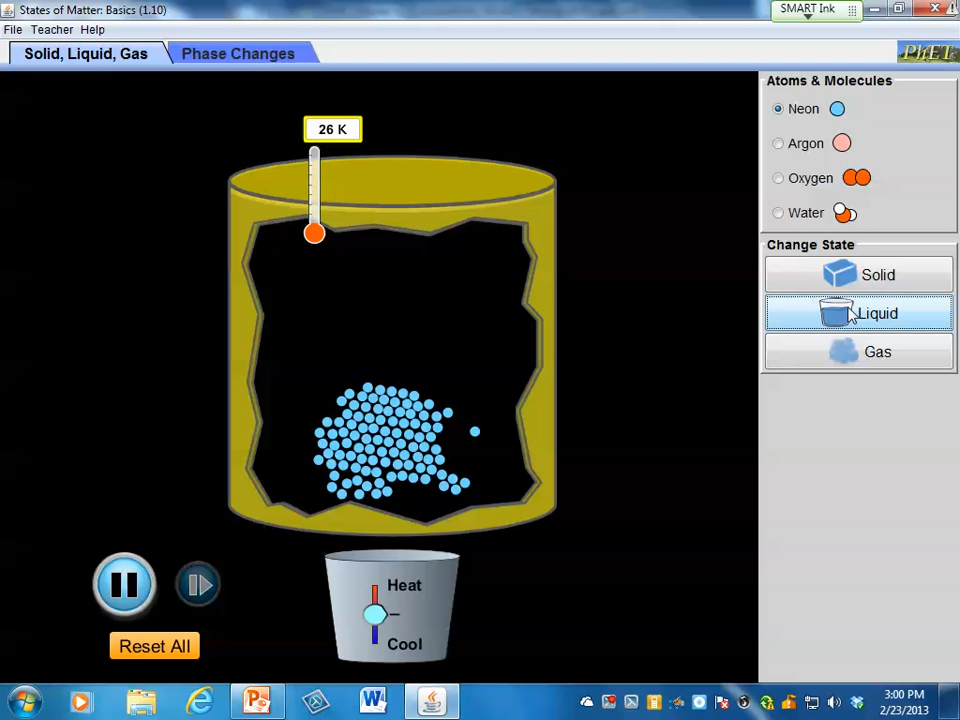 States of Matter: Basics (1.10)
SMART Ink
File Teacher Help
Solid, Liquid, Gas
Phase Changes
PhET
26 K
Atoms & Molecules
Neon
Argon
Oxygen
Water
Change State
Solid
Liquid
Gas
Heat
Cool
Reset All
3:00 PM
2/23/2013